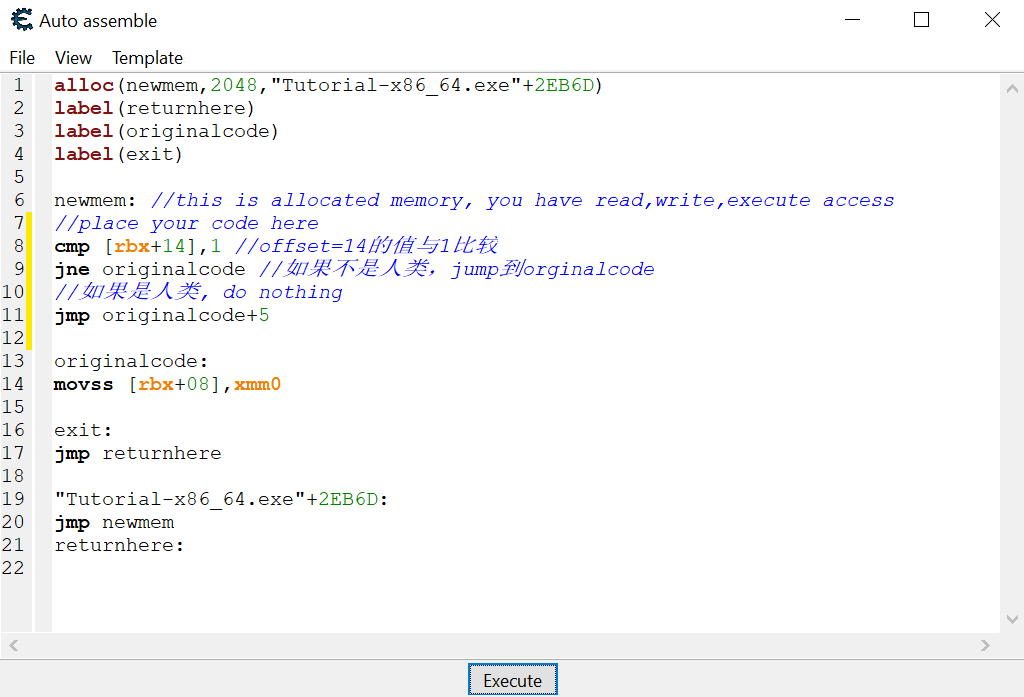 Auto assemble
File View Template
1 alloc(newmem,2048,"Tutorial-x86_64.exe"+2EB6D)
2 label(returnhere)
3 label(originalcode)
4 label(exit)
5
6 newmem: //this is allocated memory, you have read,write,execute access
7 //place your code here
8 cmp [rbx+14],1 //offset=14的值与1比较
9 jne originalcode //如果不是人类，jump到orginalcode
10 //如果是人类, do nothing
11 jmp originalcode+5
12
13 originalcode:
14 movss [rbx+08],xmm0
15
16 exit:
17 jmp returnhere
18
19 "Tutorial-x86_64.exe"+2EB6D:
20 jmp newmem
21 returnhere:
22
Execute